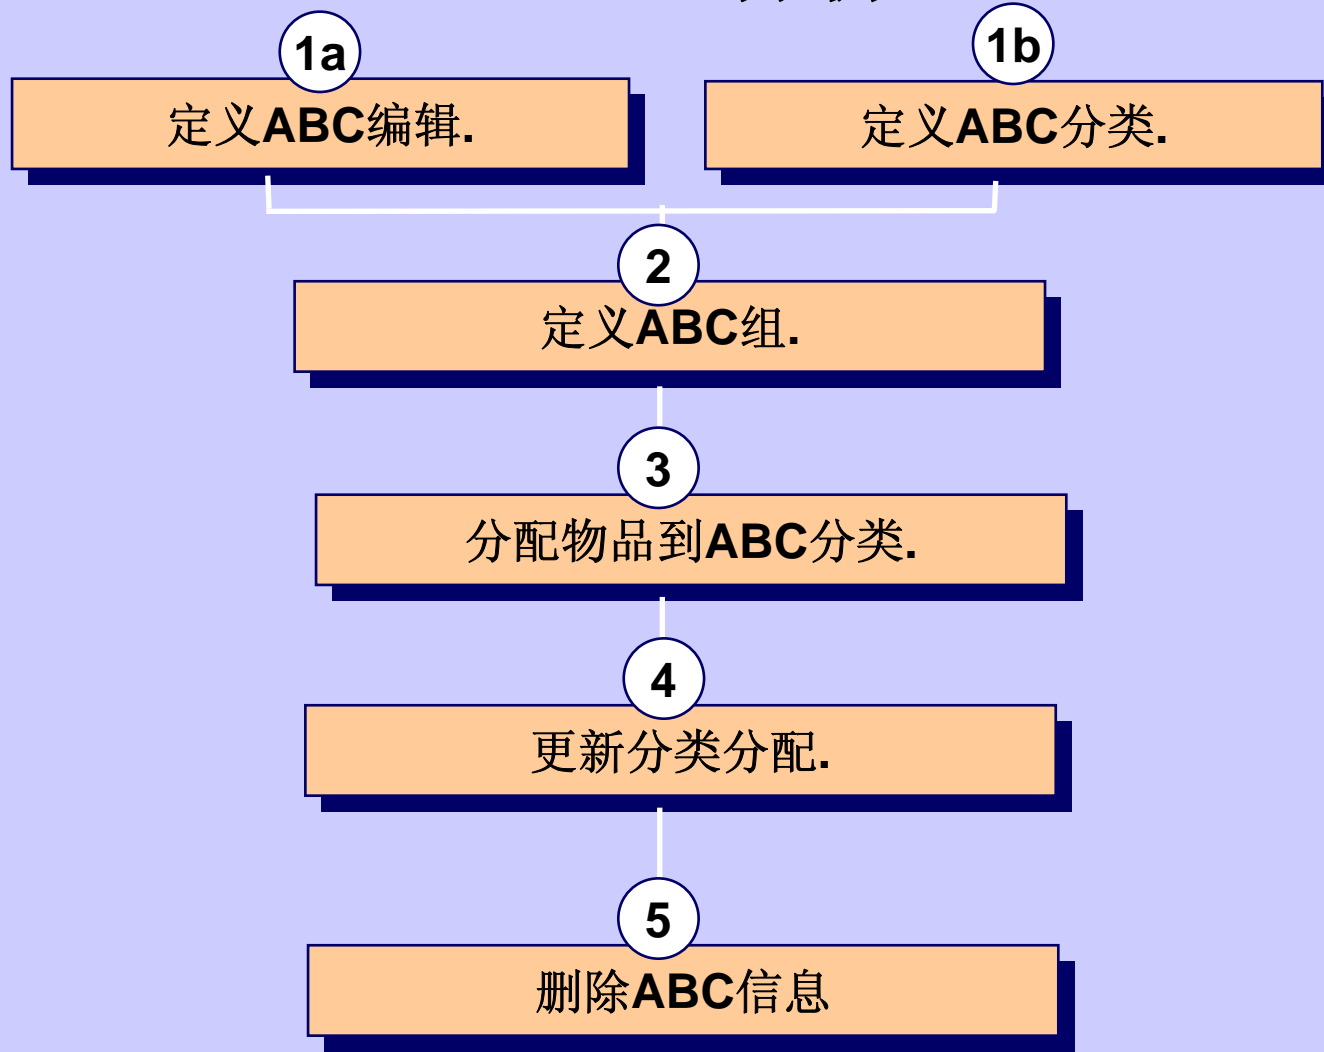 1a
1b
定义ABC编辑.
定义ABC分类.
2
定义ABC组.
3
分配物品到ABC分类.
4
更新分类分配.
5
删除ABC信息